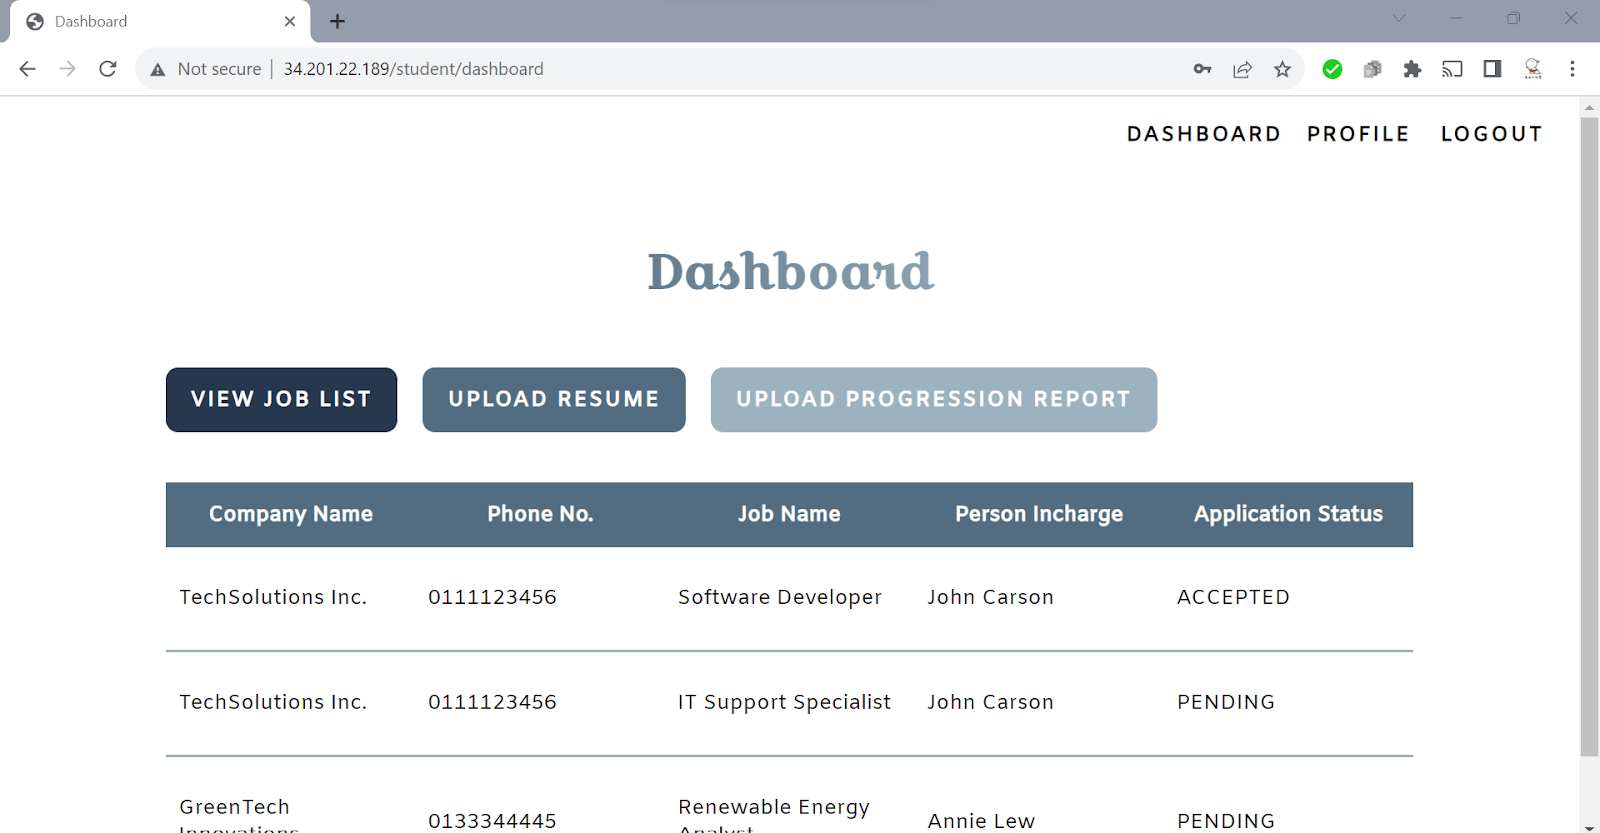 Dashboard
Not secure | 34.201.22.189/student/dashboard
DASHBOARD PROFILE LOGOUT
Dashboard
VIEW JOB LIST UPLOAD RESUME UPLOAD PROGRESSION REPORT
Company Name Phone No. Job Name Person Incharge Application Status
TechSolutions Inc. 0111123456 Software Developer John Carson ACCEPTED
TechSolutions Inc. 0111123456 IT Support Specialist John Carson PENDING
GreenTech Renewable Energy
Innovations 0133344445 Analyst Annie Lew PENDING